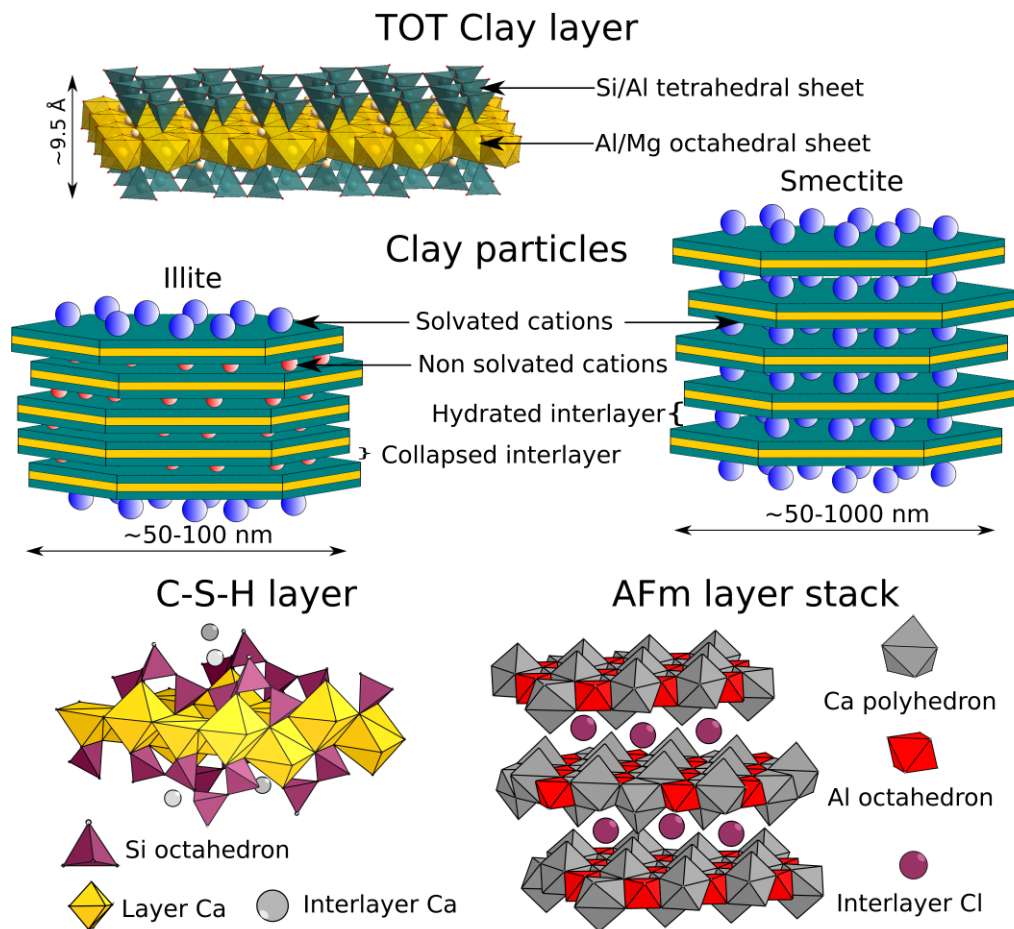 TOT Clay layer
~9.5 Å
Si/Al tetrahedral sheet
Al/Mg octahedral sheet
Smectite
Clay particles
Illite
Solvated cations
Non solvated cations
Hydrated interlayer
Collapsed interlayer
~50-100 nm
~50-1000 nm
C-S-H layer
AFm layer stack
Ca polyhedron
Al octahedron
Si octahedron
Layer Ca
Interlayer Ca
Interlayer Cl